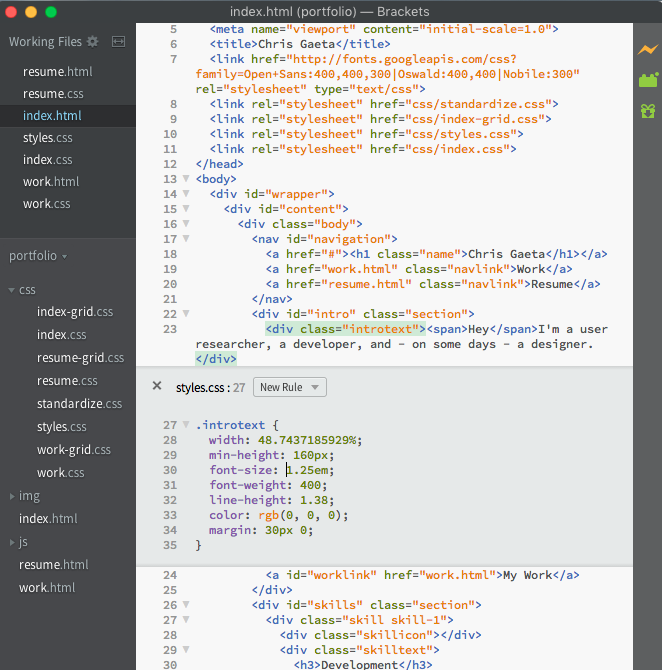 index.html (portfolio) — Brackets
Working Files
resume.html
resume.css
index.html
styles.css
index.css
work.html
work.css
portfolio
css
index-grid.css
index.css
resume-grid.css
resume.css
standardize.css
styles.css
work-grid.css
work.css
img
index.html
js
resume.html
work.html
5 <meta name="viewport" content="initial-scale=1.0">
6 <title>Chris Gaeta</title>
7 <link href="http://fonts.googleapis.com/css?
family=Open+Sans:400,400,300|Oswald:400,400|Nobile:300"
rel="stylesheet" type="text/css">
8 <link rel="stylesheet" href="css/standardize.css">
9 <link rel="stylesheet" href="css/index-grid.css">
10 <link rel="stylesheet" href="css/styles.css">
11 <link rel="stylesheet" href="css/index.css">
12 </head>
13 <body>
14 <div id="wrapper">
15 <div id="content">
16 <div class="body">
17 <nav id="navigation">
18 <a href="#"><h1 class="name">Chris Gaeta</h1></a>
19 <a href="work.html" class="navlink">Work</a>
20 <a href="resume.html" class="navlink">Resume</a>
21 </nav>
22 <div id="intro" class="section">
23 <div class="introtext"><span>Hey</span>I'm a user
researcher, a developer, and - on some days - a designer.
</div>
× styles.css : 27 New Rule
27 .introtext {
28 width: 48.7437185929%;
29 min-height: 160px;
30 font-size: 1.25em;
31 font-weight: 400;
32 line-height: 1.38;
33 color: rgb(0, 0, 0);
34 margin: 30px 0;
35 }
24 <a id="worklink" href="work.html">My Work</a>
25 </div>
26 <div id="skills" class="section">
27 <div class="skill skill-1">
28 <div class="skillicon"></div>
29 <div class="skilltext">
30 <h3>Development</h3>